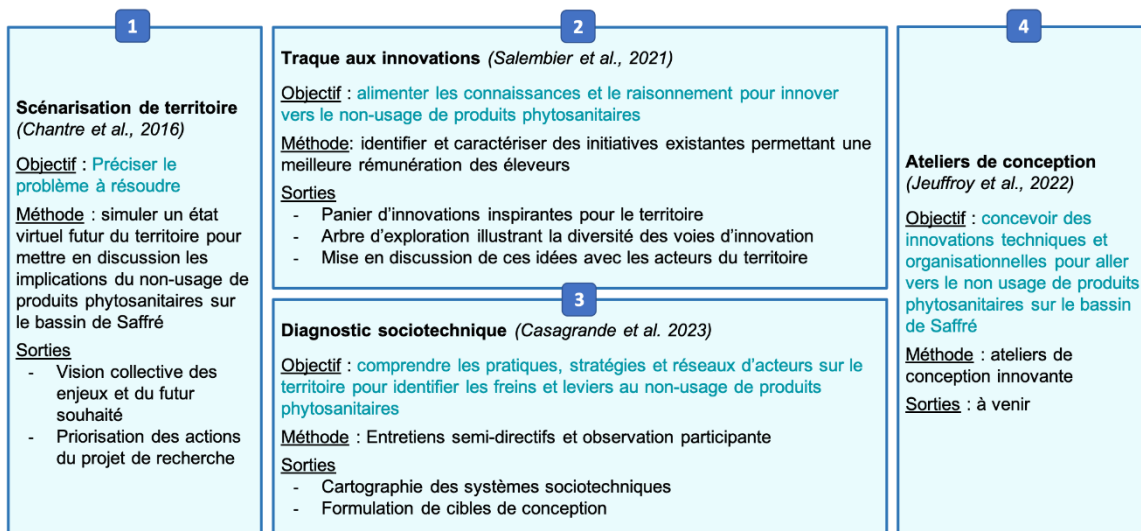 1
Scénarisation de territoire
(Chantre et al., 2016)
Objectif : Préciser le
problème à résoudre
Méthode : simuler un état
virtuel futur du territoire pour
mettre en discussion les
implications du non-usage de
produits phytosanitaires sur
le bassin de Saffré
Sorties
- Vision collective des
enjeux et du futur
souhaité
- Priorisation des actions
du projet de recherche
2
Traque aux innovations (Salembier et al., 2021)
Objectif : alimenter les connaissances et le raisonnement pour innover
vers le non-usage de produits phytosanitaires
Méthode: identifier et caractériser des initiatives existantes permettant une
meilleure rémunération des éleveurs
Sorties
- Panier d’innovations inspirantes pour le territoire
- Arbre d’exploration illustrant la diversité des voies d’innovation
- Mise en discussion de ces idées avec les acteurs du territoire
3
Diagnostic sociotechnique (Casagrande et al. 2023)
Objectif : comprendre les pratiques, stratégies et réseaux d’acteurs sur le
territoire pour identifier les freins et leviers au non-usage de produits
phytosanitaires
Méthode : Entretiens semi-directifs et observation participante
Sorties
- Cartographie des systèmes sociotechniques
- Formulation de cibles de conception
4
Ateliers de conception
(Jeuffroy et al., 2022)
Objectif : concevoir des
innovations techniques et
organisationnelles pour aller
vers le non usage de produits
phytosanitaires sur le bassin
de Saffré
Méthode : ateliers de
conception innovante
Sorties : à venir